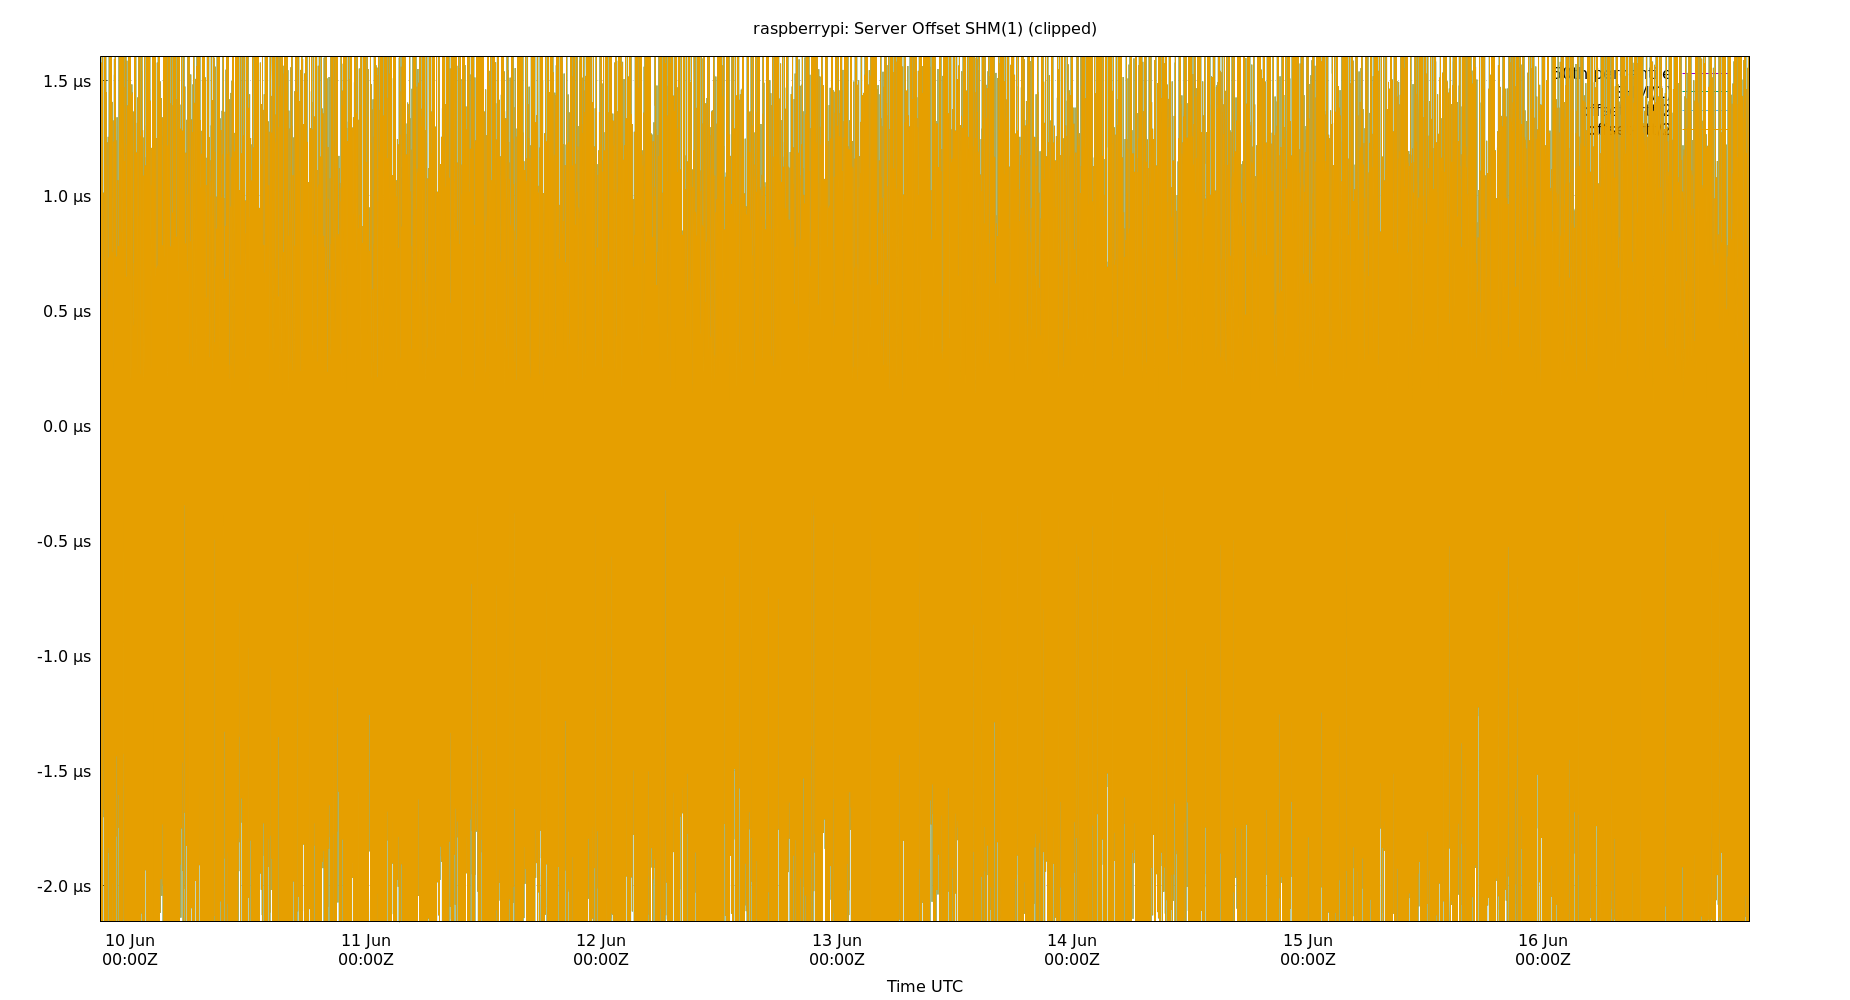 raspberrypi: Server Offset SHM(1) (clipped)
1.5 µs
1.0 µs
0.5 µs
0.0 µs
-0.5 µs
-1.0 µs
-1.5 µs
-2.0 µs
10 Jun 11 Jun 12 Jun 13 Jun 14 Jun 15 Jun 16 Jun
00:00Z 00:00Z 00:00Z 00:00Z 00:00Z 00:00Z 00:00Z
Time UTC